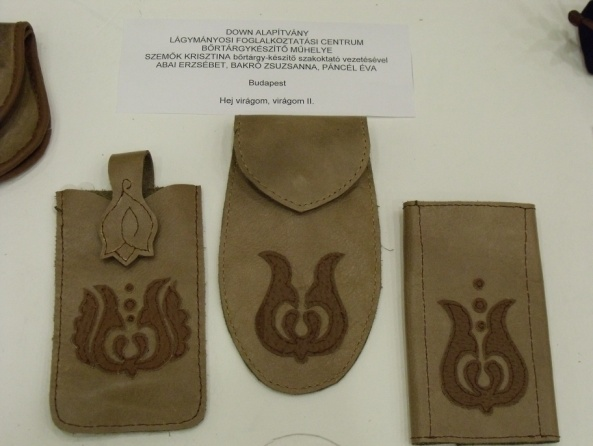 DOWN ALAPÍTVÁNY
LÁGYMÁNYOSI FOGLALKOZTATÁSI CENTRUM
BŐRTÁRGYKÉSZÍTŐ MŰHELYE
SZEMŐK KRISZTINA bőrtárgy-készítő szakoktató vezetésével
ABAI ERZSÉBET, BAKRÓ ZSUZSANNA, PÁNCÉL ÉVA
Budapest
Hej virágom, virágom II.